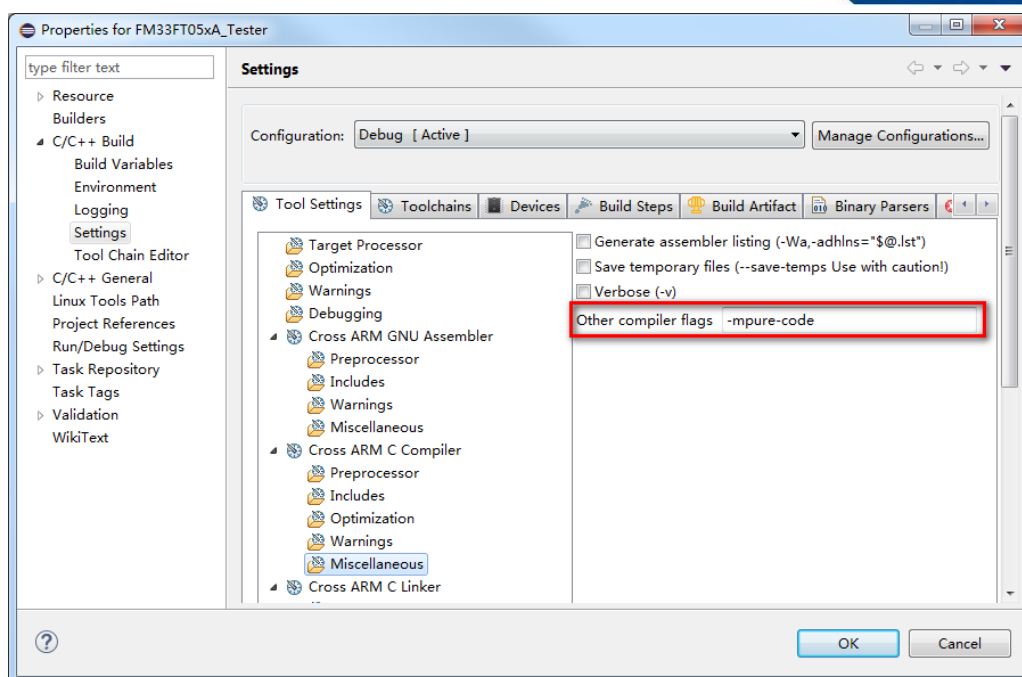 Properties for FM33FT05xA_Tester
type filter text
Resource
Builders
C/C++ Build
Build Variables
Environment
Logging
Settings
Tool Chain Editor
C/C++ General
Linux Tools Path
Project References
Run/Debug Settings
Task Repository
Task Tags
Validation
WikiText
Settings
Configuration: Debug [ Active ] Manage Configurations...
Tool Settings Toolchains Devices Build Steps Build Artifact Binary Parsers
Target Processor
Optimization
Warnings
Debugging
Cross ARM GNU Assembler
Preprocessor
Includes
Warnings
Miscellaneous
Cross ARM C Compiler
Preprocessor
Includes
Optimization
Warnings
Miscellaneous
Cross ARM C Linker
Generate assembler listing (-Wa,-adhlns="$@.lst")
Save temporary files (--save-temps Use with caution!)
Verbose (-v)
Other compiler flags -mpure-code
OK Cancel